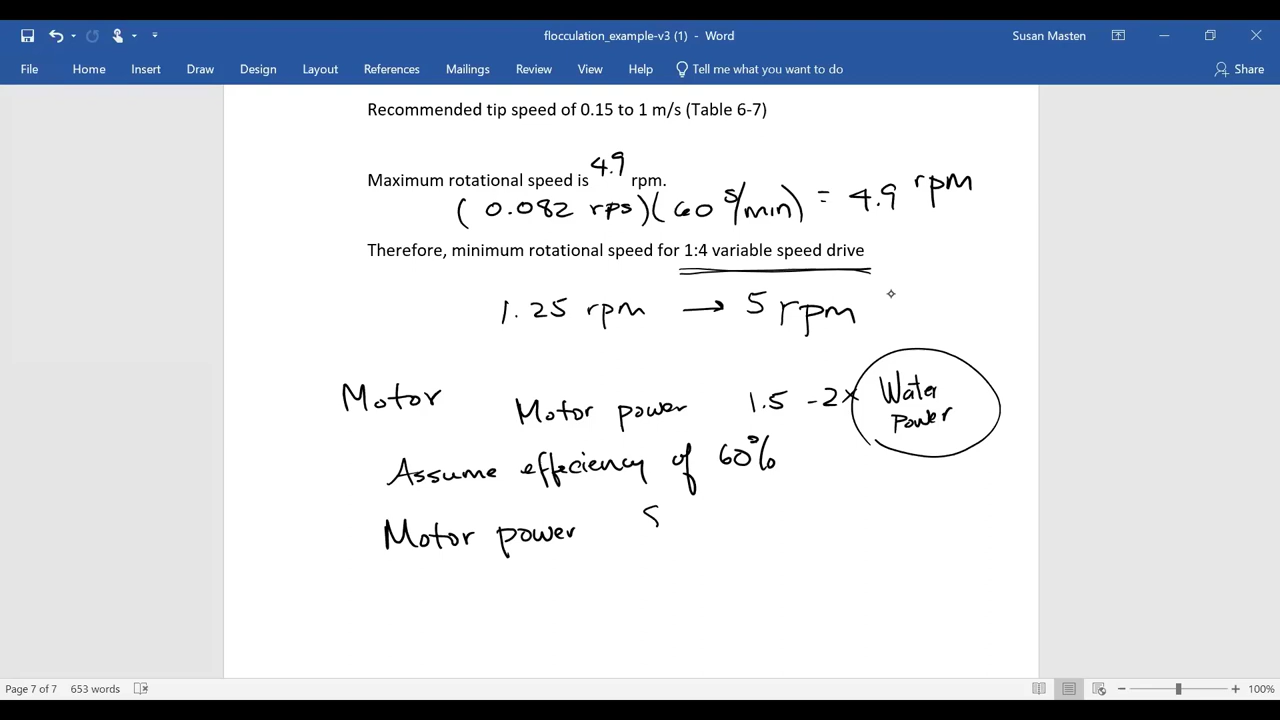 flocculation_example-v3 (1) - Word
Susan Masten
File Home Insert Draw Design Layout References Mailings Review View Help Tell me what you want to do Share
Recommended tip speed of 0.15 to 1 m/s (Table 6-7)
Maximum rotational speed is 4.9 rpm.
(0.082 rps)(60 s/min) = 4.9 rpm
Therefore, minimum rotational speed for 1:4 variable speed drive
1.25 rpm → 5 rpm
Motor Motor power 1.5 - 2x Water
power
Assume effeciency of 60%
Motor power 5
Page 7 of 7 653 words 100%